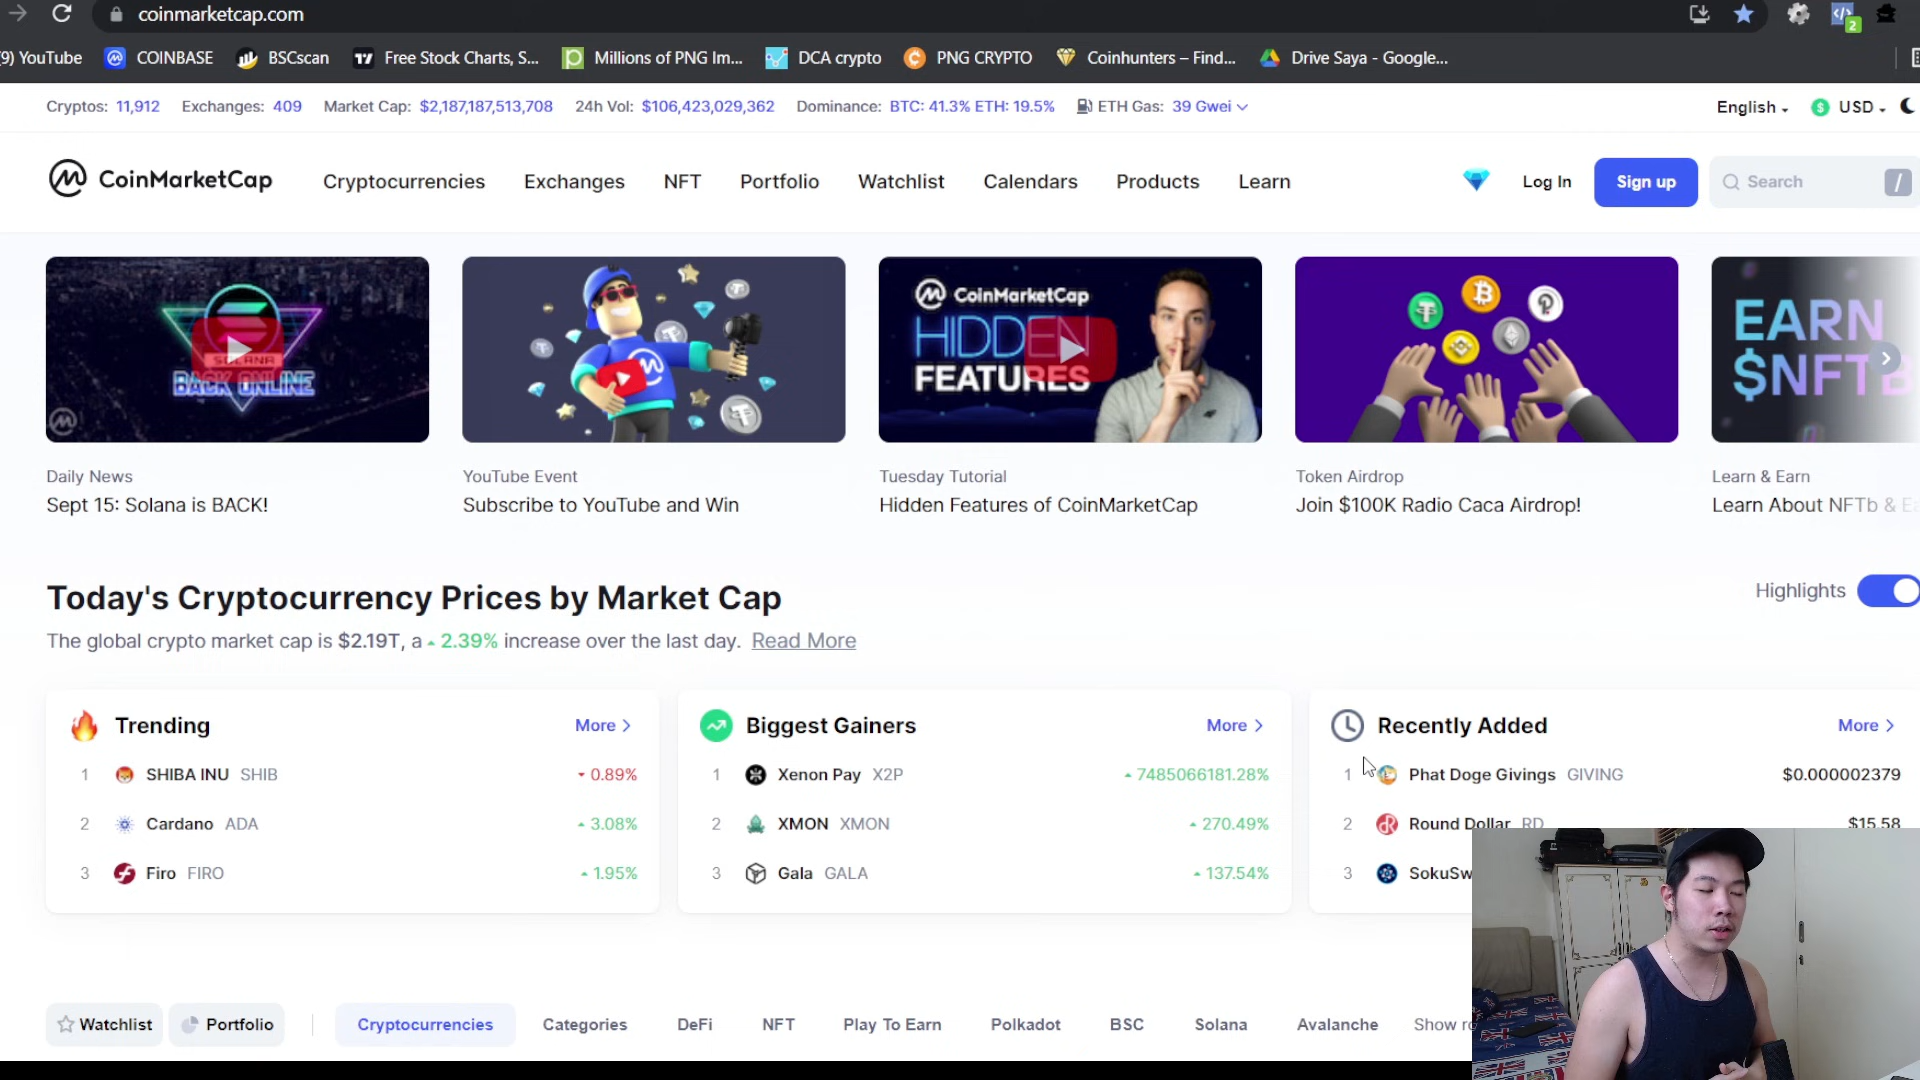 coinmarketcap.com
2
9) YouTube
COINBASE
BSCscan
Free Stock Charts, S...
Millions of PNG Im...
DCA crypto
PNG CRYPTO
Coinhunters – Find...
Drive Saya - Google...
Cryptos: 11,912 Exchanges: 409 Market Cap: $2,187,187,513,708 24h Vol: $106,423,029,362 Dominance: BTC: 41.3% ETH: 19.5% ETH Gas: 39 Gwei
English
$ USD
CoinMarketCap
Cryptocurrencies Exchanges NFT Portfolio Watchlist Calendars Products Learn
Log In
Sign up
Search
/
SOLANA
BACK ONLINE
CoinMarketCap
HIDDEN
FEATURES
EARN
$NFTB
Daily News
Sept 15: Solana is BACK!
YouTube Event
Subscribe to YouTube and Win
Tuesday Tutorial
Hidden Features of CoinMarketCap
Token Airdrop
Join $100K Radio Caca Airdrop!
Learn & Earn
Learn About NFTb &
Today's Cryptocurrency Prices by Market Cap
Highlights
The global crypto market cap is $2.19T, a 2.39% increase over the last day. Read More
Trending
More
1 SHIBA INU SHIB 0.89%
2 Cardano ADA 3.08%
3 Firo FIRO 1.95%
Biggest Gainers
More
1 Xenon Pay X2P 7485066181.28%
2 XMON XMON 270.49%
3 Gala GALA 137.54%
Recently Added
More
1 Phat Doge Givings GIVING $0.000002379
2 Round Dollar RD $15.58
3 SokuSw
Watchlist
Portfolio
Cryptocurrencies Categories DeFi NFT Play To Earn Polkadot BSC Solana Avalanche Show ro